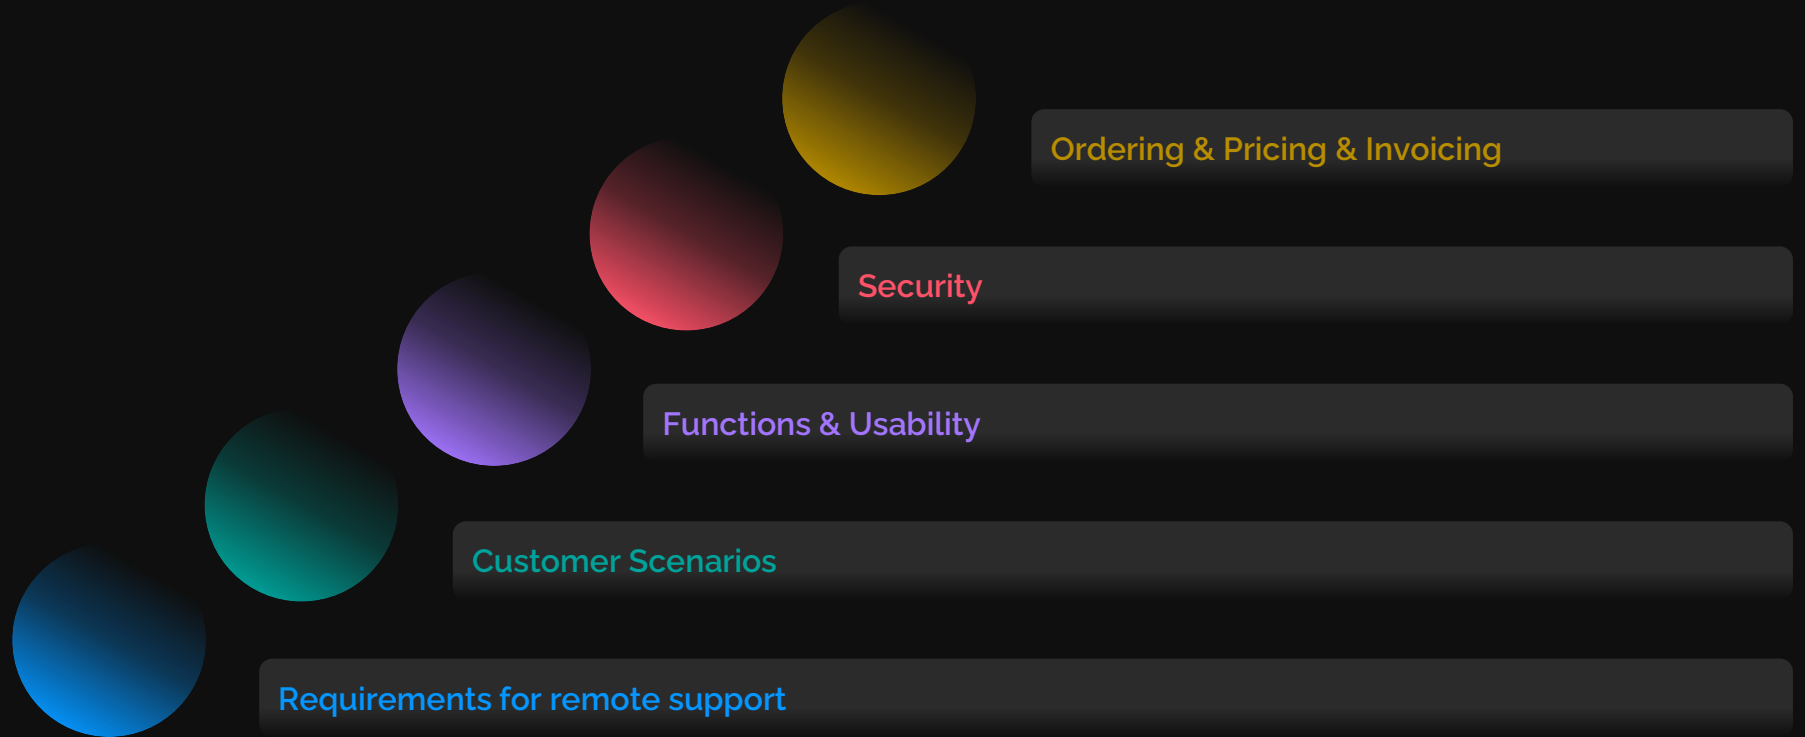 Ordering & Pricing & Invoicing
Security
Functions & Usability
Customer Scenarios
Requirements for remote support